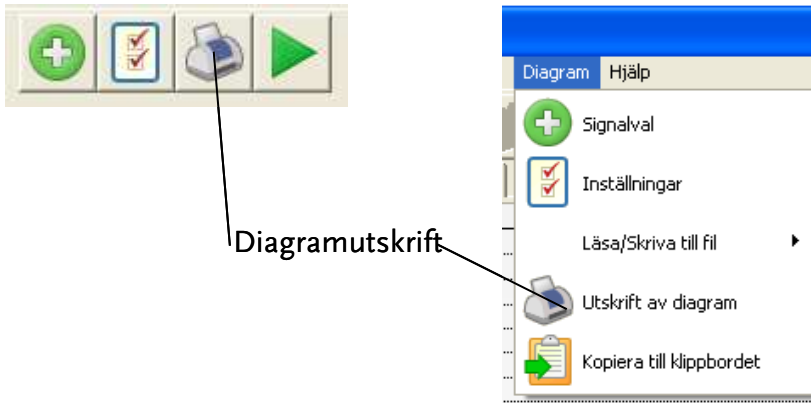 Diagram Hjälp
Signalval
Inställningar
Läsa/Skriva till fil
Diagramutskrift
Utskrift av diagram
Kopiera till klippbordet